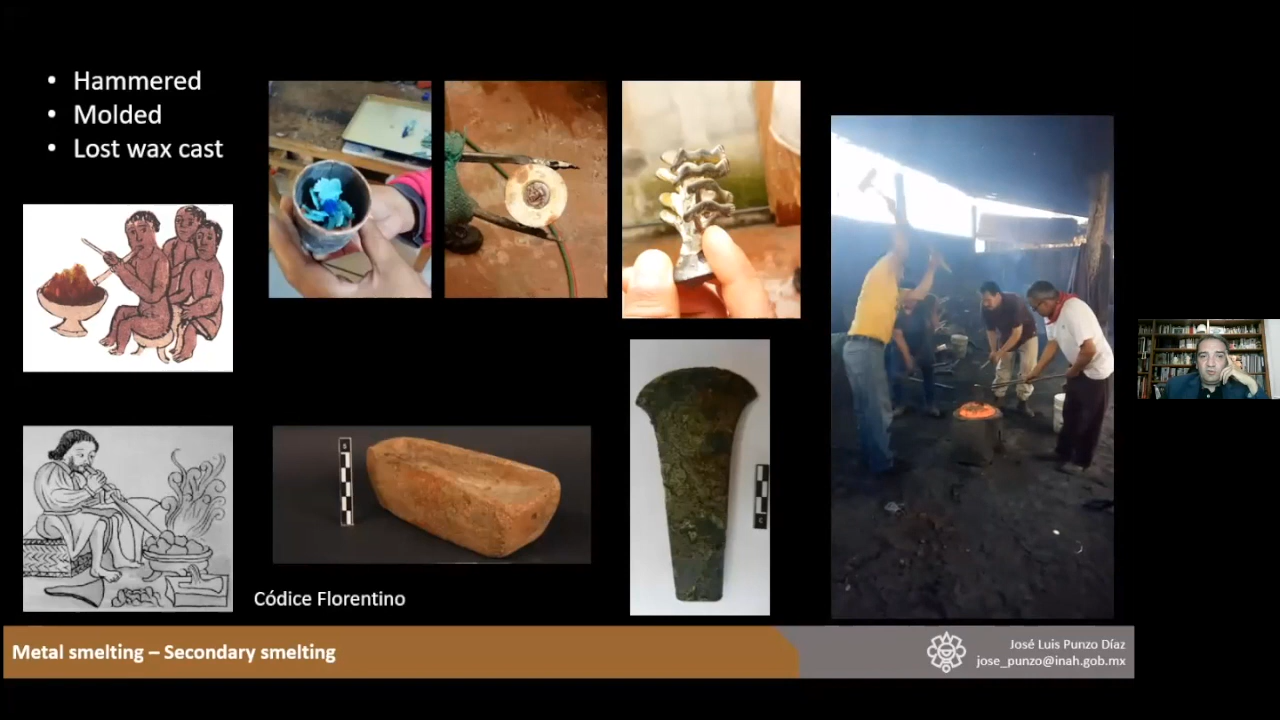 Hammered
Molded
Lost wax cast
Códice Florentino
Metal smelting – Secondary smelting
José Luis Punzo Díaz
jose_punzo@inah.gob.mx